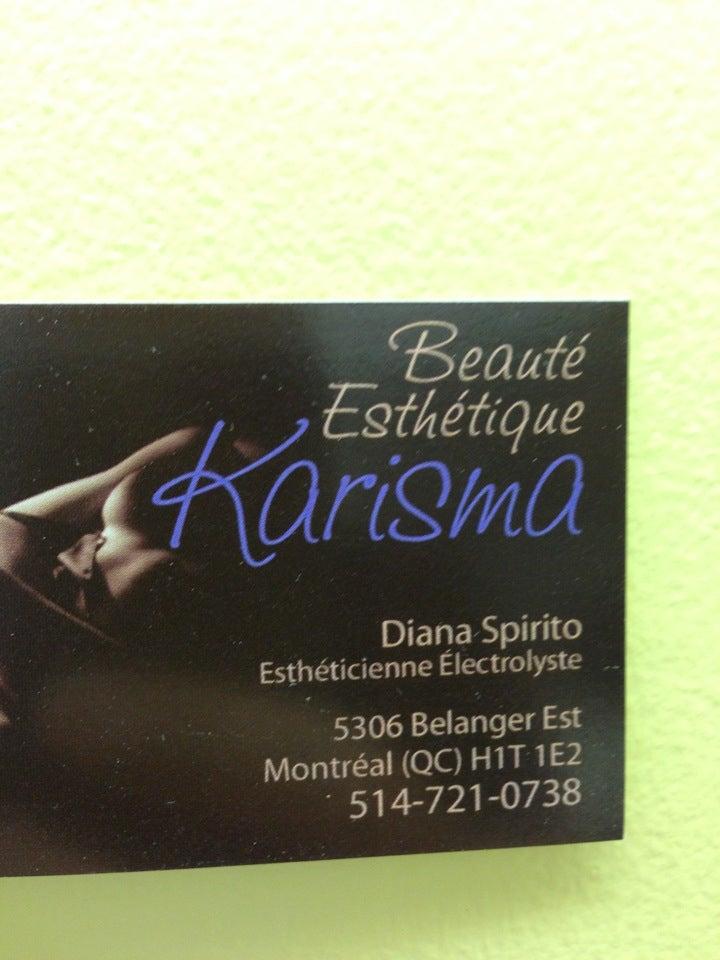 Beauté
Esthétique
Karisma
Diana Spirito
Esthéticienne Électrolyste
5306 Belanger Est
Montréal (QC) H1T 1E2
514-721-0738